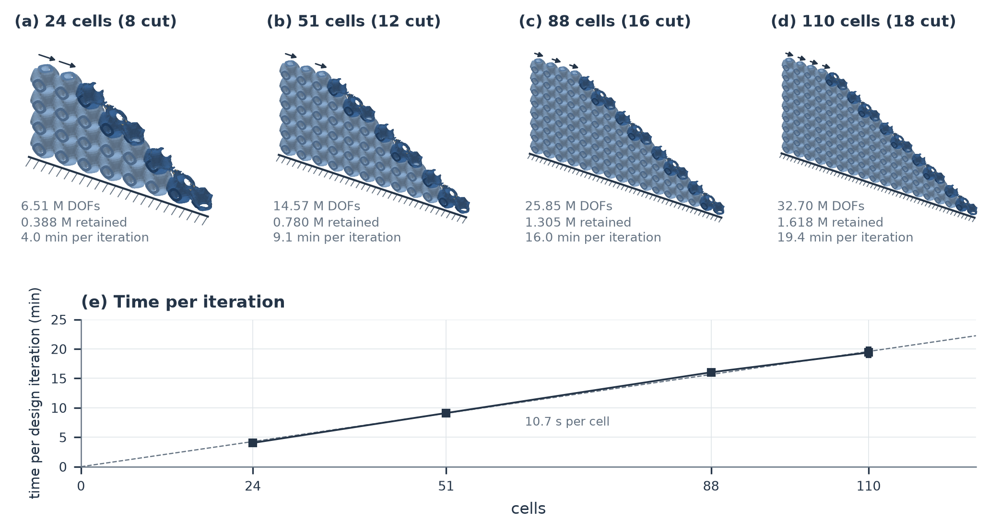 (a) 24 cells (8 cut)
(b) 51 cells (12 cut)
(c) 88 cells (16 cut)
(d) 110 cells (18 cut)
6.51 M DOFs
0.388 M retained
4.0 min per iteration
14.57 M DOFs
0.780 M retained
9.1 min per iteration
25.85 M DOFs
1.305 M retained
16.0 min per iteration
32.70 M DOFs
1.618 M retained
19.4 min per iteration
(e) Time per iteration
time per design iteration (min)
25
20
15
10
5
0
10.7 s per cell
0
24
51
88
110
cells